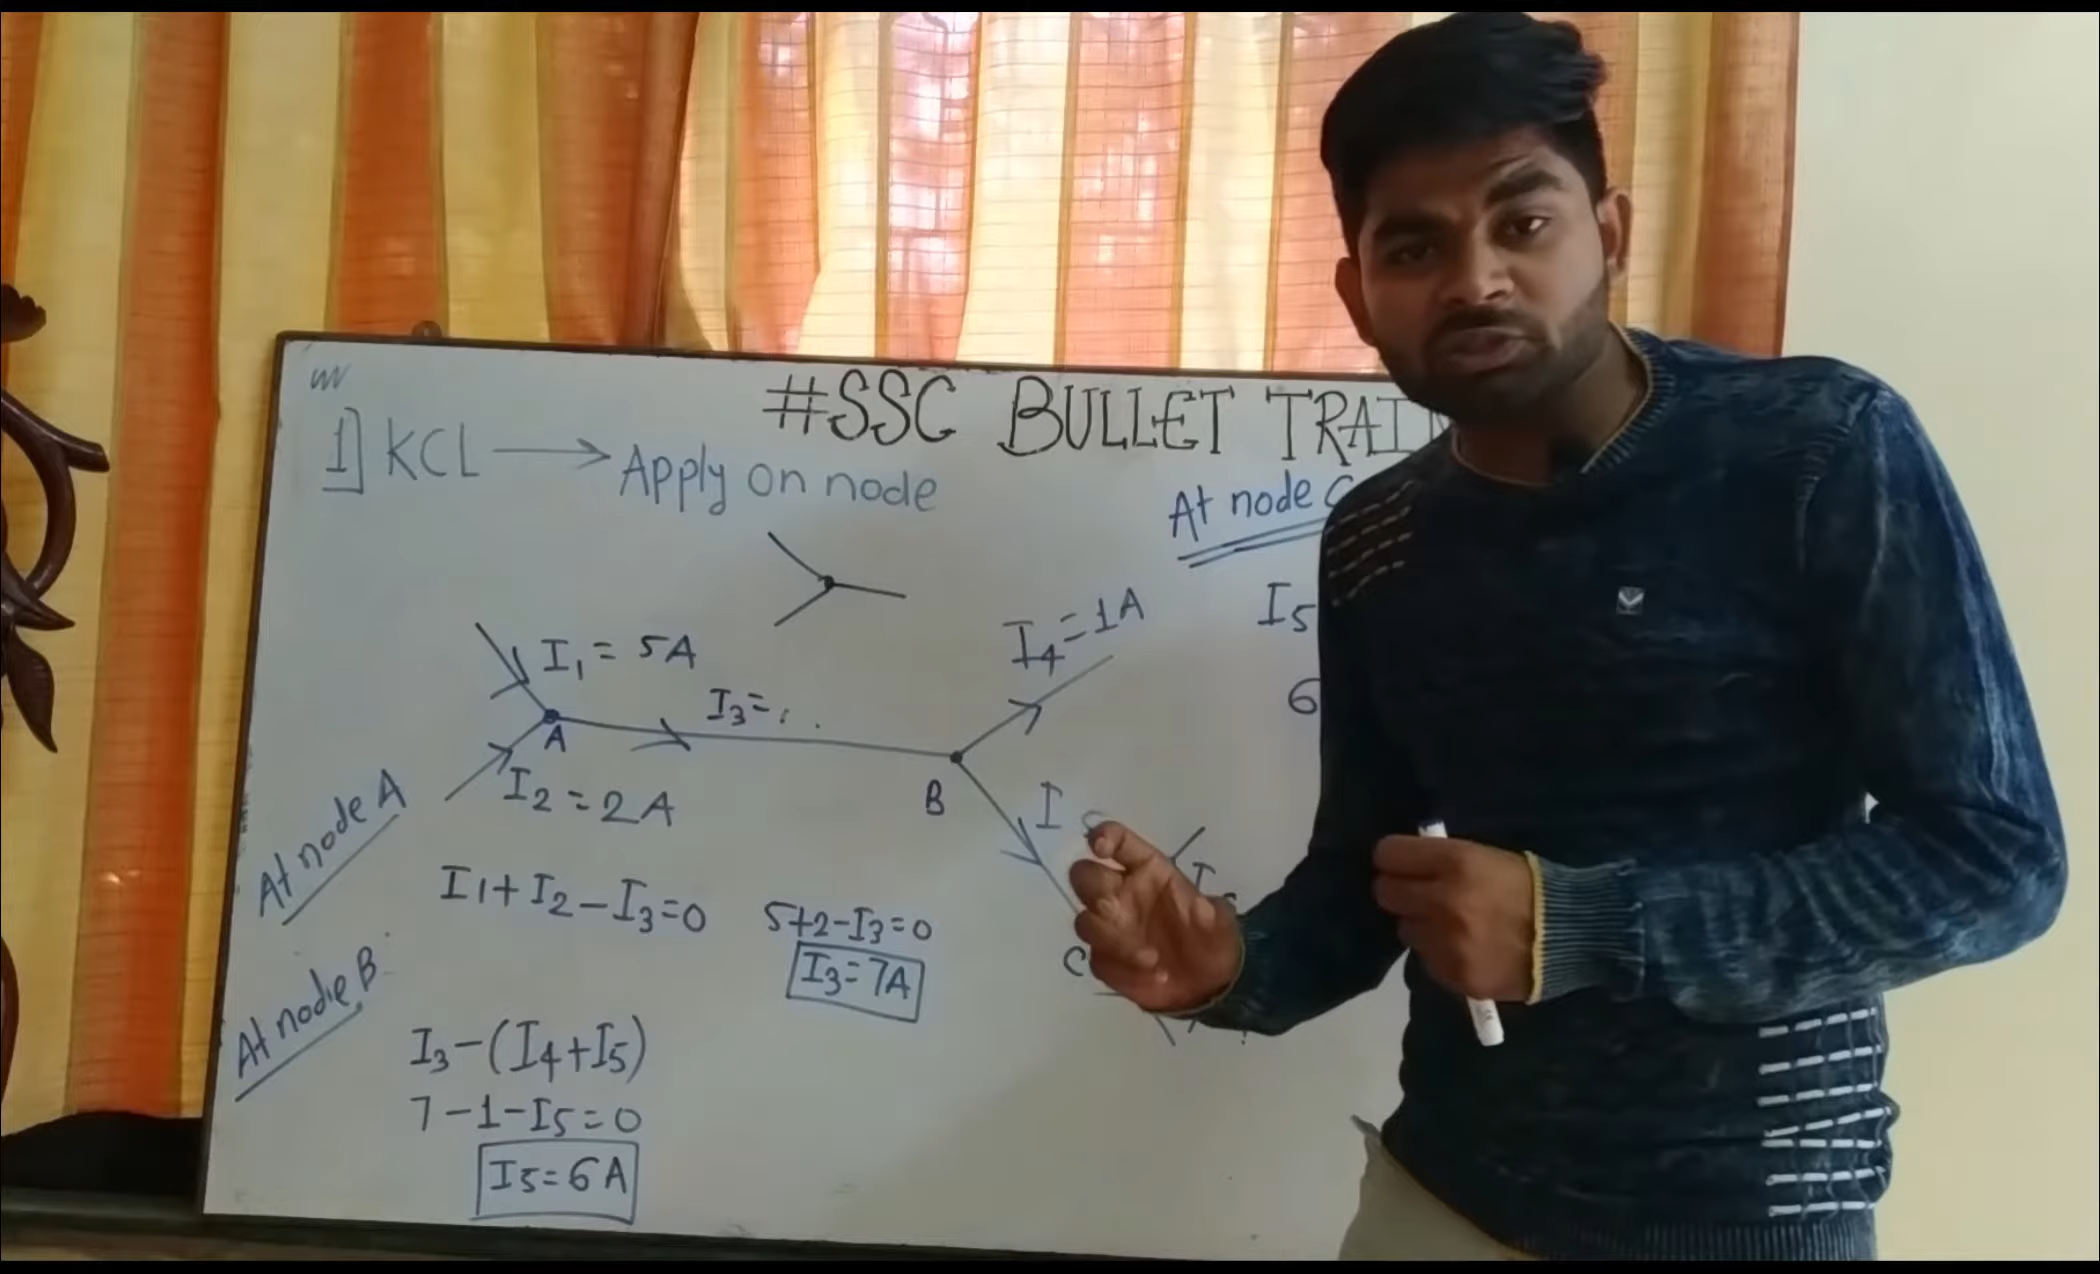 #SSC BULLET TRAIN
1] KCL → Apply on node
At node C
I5
6
I1 = 5A
I2 = 2A
I3 =
I4 = 1A
A
B
I
C
At node A
I1+I2-I3=0
5+2-I3=0
I3=7A
At node B
I3-(I4+I5)
7-1-I5=0
I5=6A